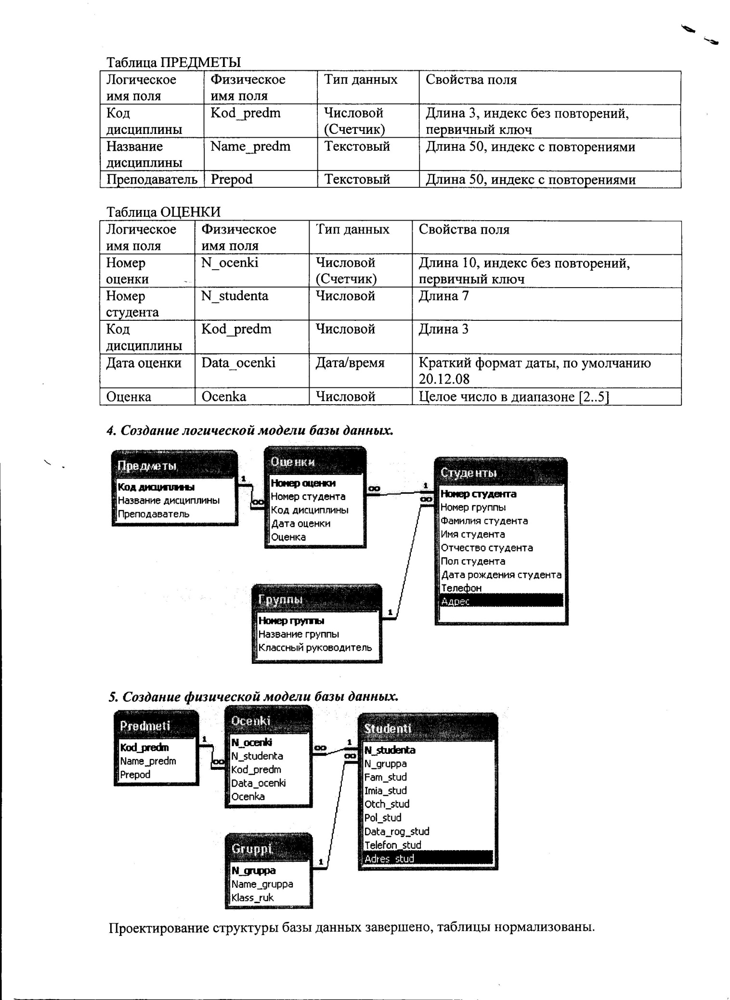 Таблица ПРЕДМЕТЫ
Логическое имя поля
Физическое имя поля
Тип данных
Свойства поля
Код дисциплины
Kod_predm
Числовой (Счетчик)
Длина 3, индекс без повторений, первичный ключ
Название дисциплины
Name_predm
Текстовый
Длина 50, индекс с повторениями
Преподаватель
Prepod
Текстовый
Длина 50, индекс с повторениями
Таблица ОЦЕНКИ
Логическое имя поля
Физическое имя поля
Тип данных
Свойства поля
Номер оценки
N_ocenki
Числовой (Счетчик)
Длина 10, индекс без повторений, первичный ключ
Номер студента
N_studenta
Числовой
Длина 7
Код дисциплины
Kod_predm
Числовой
Длина 3
Дата оценки
Data_ocenki
Дата/время
Краткий формат даты, по умолчанию 20.12.08
Оценка
Ocenka
Числовой
Целое число в диапазоне [2..5]
4. Создание логической модели базы данных.
Предметы
Код дисциплины
Название дисциплины
Преподаватель
1
∞
Оценки
Номер оценки
Номер студента
Код дисциплины
Дата оценки
Оценка
∞
1
∞
Студенты
Номер студента
Номер группы
Фамилия студента
Имя студента
Отчество студента
Пол студента
Дата рождения студента
Телефон
Адрес
Группы
Номер группы
Название группы
Классный руководитель
1
5. Создание физической модели базы данных.
Predmeti
Kod_predm
Name_predm
Prepod
1
∞
Ocenki
N_ocenki
N_studenta
Kod_predm
Data_ocenki
Ocenka
∞
1
∞
Studenti
N_studenta
N_gruppa
Fam_stud
Imia_stud
Otch_stud
Pol_stud
Data_rog_stud
Telefon_stud
Adres_stud
Gruppi
N_gruppa
Name_gruppa
Klass_ruk
1
Проектирование структуры базы данных завершено, таблицы нормализованы.